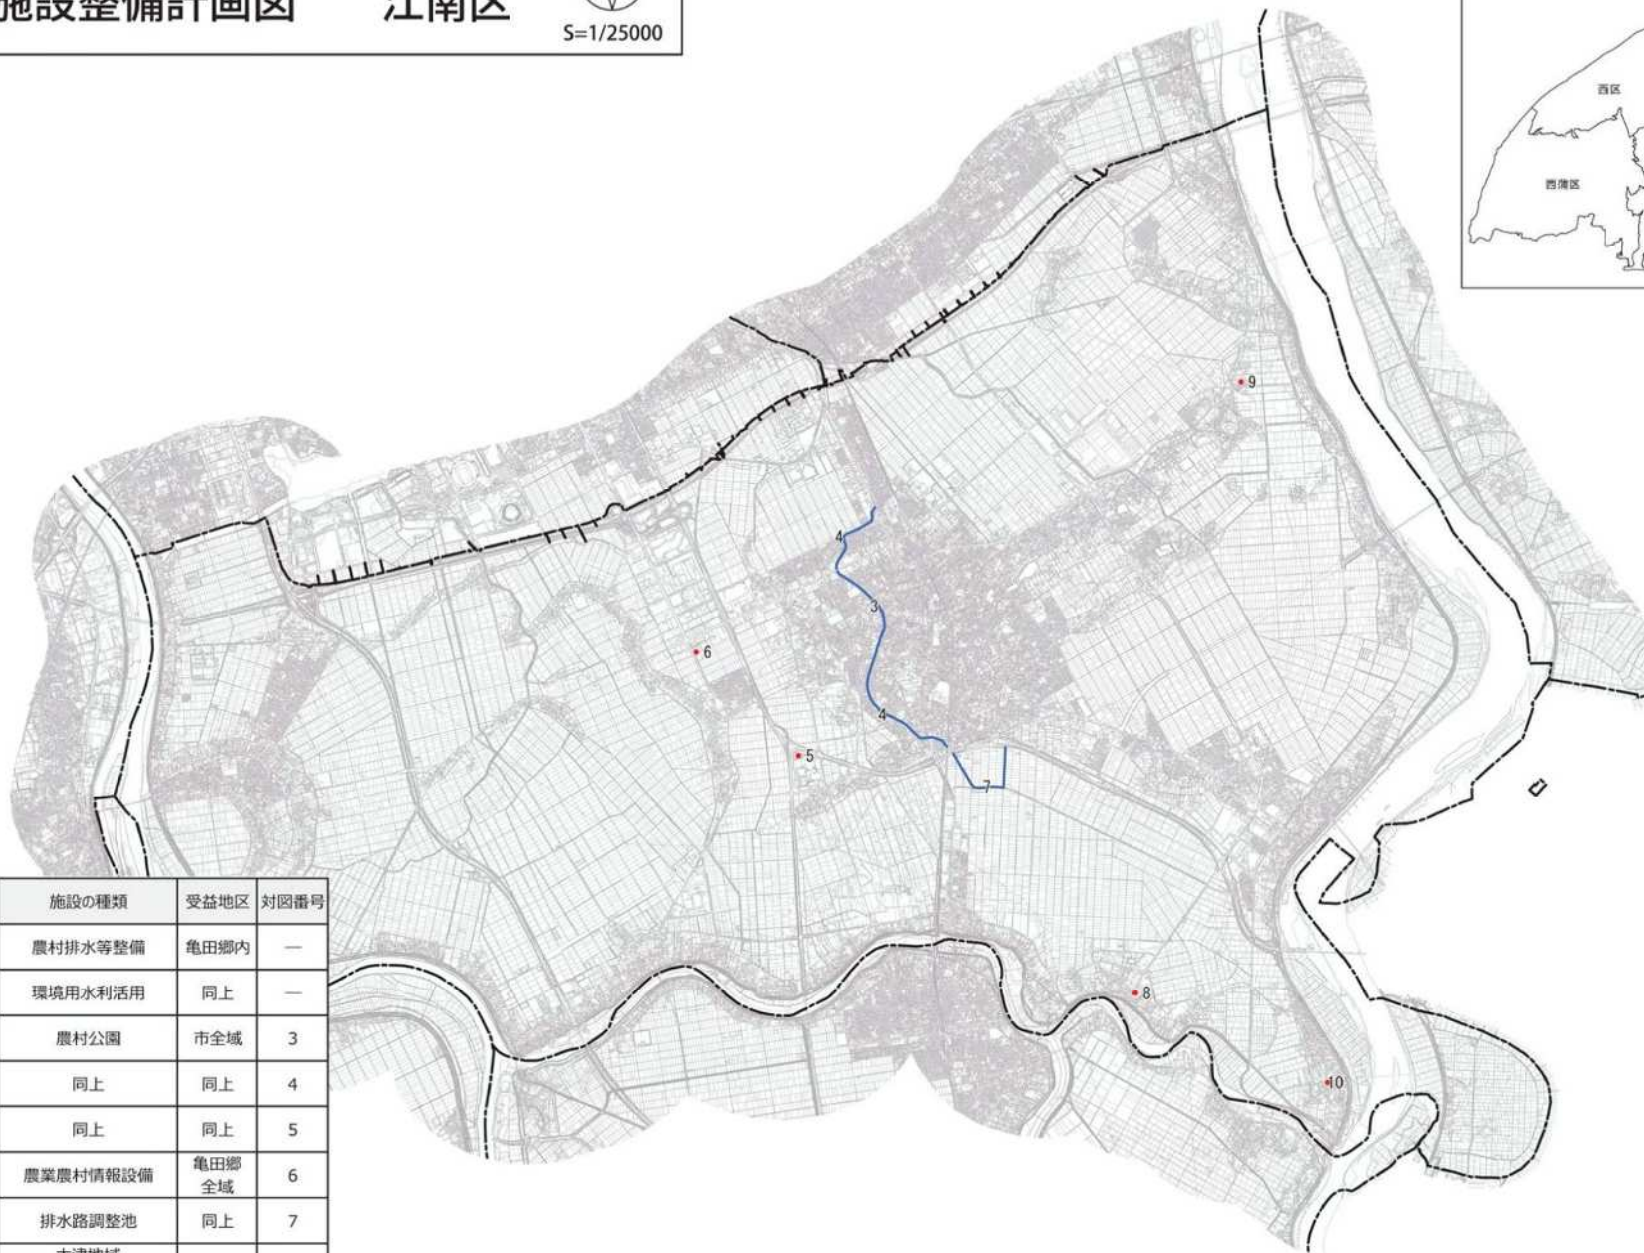 施設整備計画図 江南区
S=1/25000
西区
西蒲区
9
4
3
6
4
5
7
8
10
施設の種類 受益地区 対図番号
農村排水等整備 亀田郷内 —
環境用水利活用 同上 —
農村公園 市全域 3
同上 同上 4
同上 同上 5
農業農村情報設備 亀田郷
全域 6
排水路調整池 同上 7